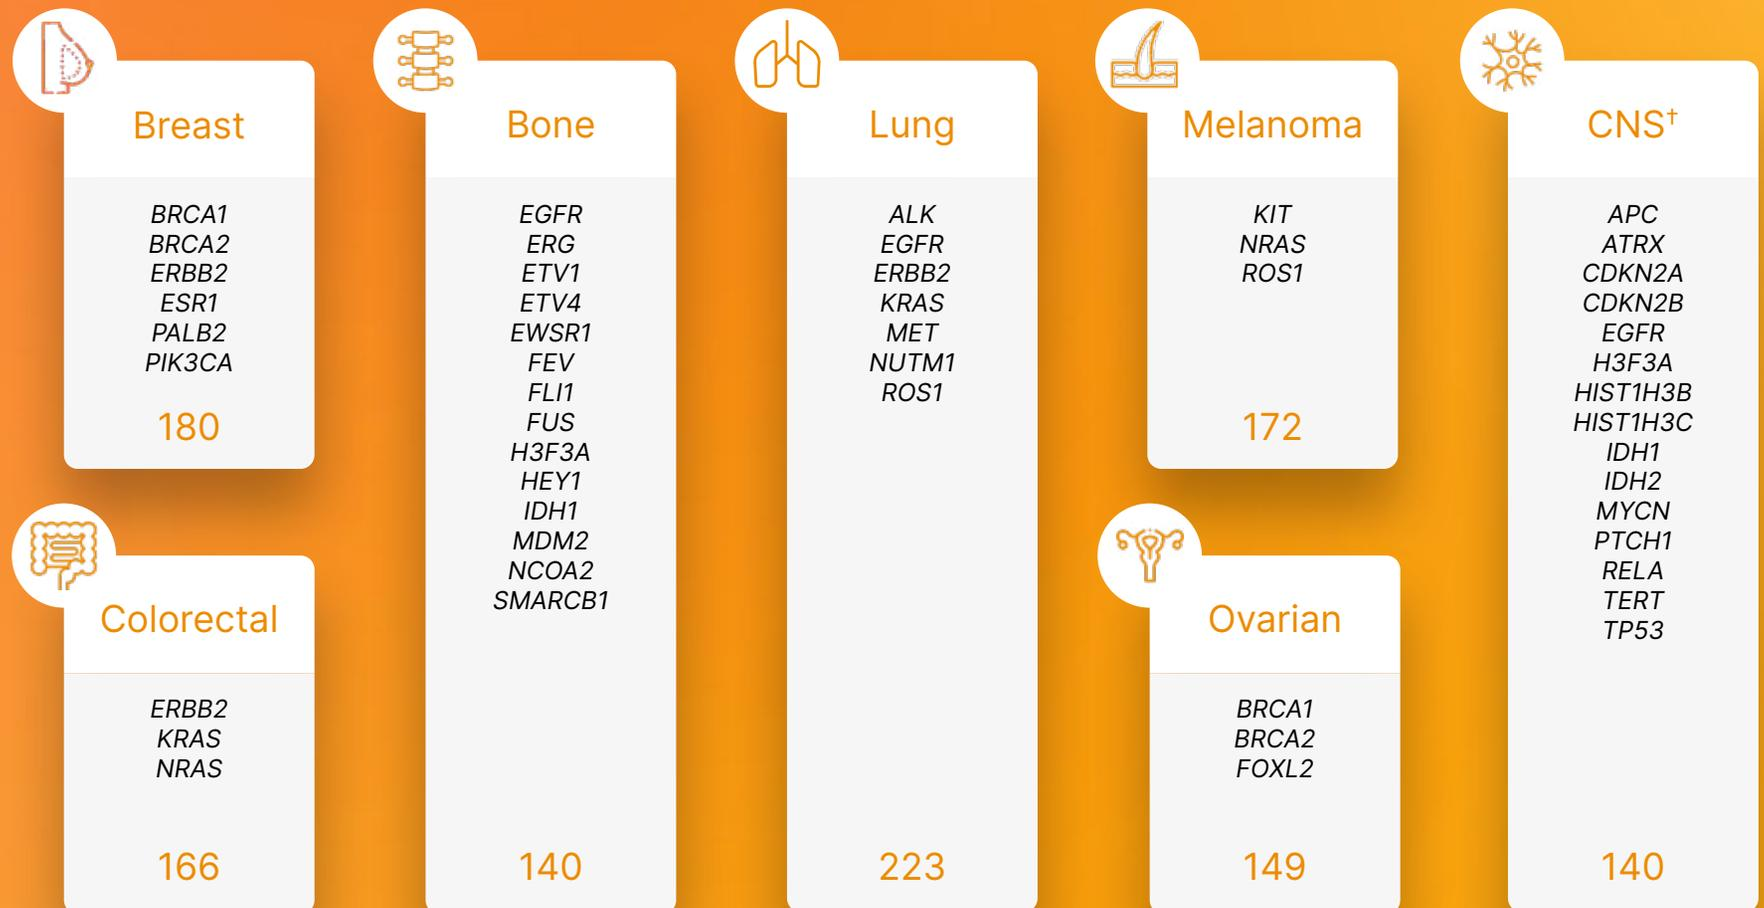 Breast
BRCA1
BRCA2
ERBB2
ESR1
PALB2
PIK3CA
180
Colorectal
ERBB2
KRAS
NRAS
166
Bone
EGFR
ERG
ETV1
ETV4
EWSR1
FEV
FLI1
FUS
H3F3A
HEY1
IDH1
MDM2
NCOA2
SMARCB1
140
Lung
ALK
EGFR
ERBB2
KRAS
MET
NUTM1
ROS1
223
Melanoma
KIT
NRAS
ROS1
172
Ovarian
BRCA1
BRCA2
FOXL2
149
CNS†
APC
ATRX
CDKN2A
CDKN2B
EGFR
H3F3A
HIST1H3B
HIST1H3C
IDH1
IDH2
MYCN
PTCH1
RELA
TERT
TP53
140